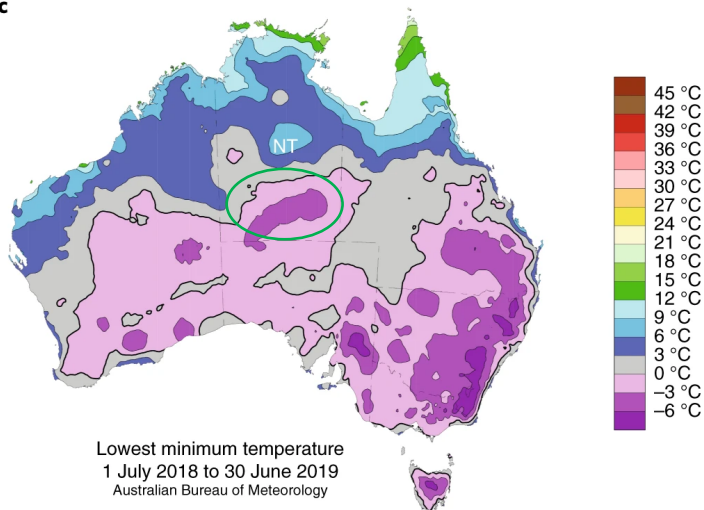 c
NT
45 °C
42 °C
39 °C
36 °C
33 °C
30 °C
27 °C
24 °C
21 °C
18 °C
15 °C
12 °C
9 °C
6 °C
3 °C
0 °C
–3 °C
–6 °C
Lowest minimum temperature
1 July 2018 to 30 June 2019
Australian Bureau of Meteorology